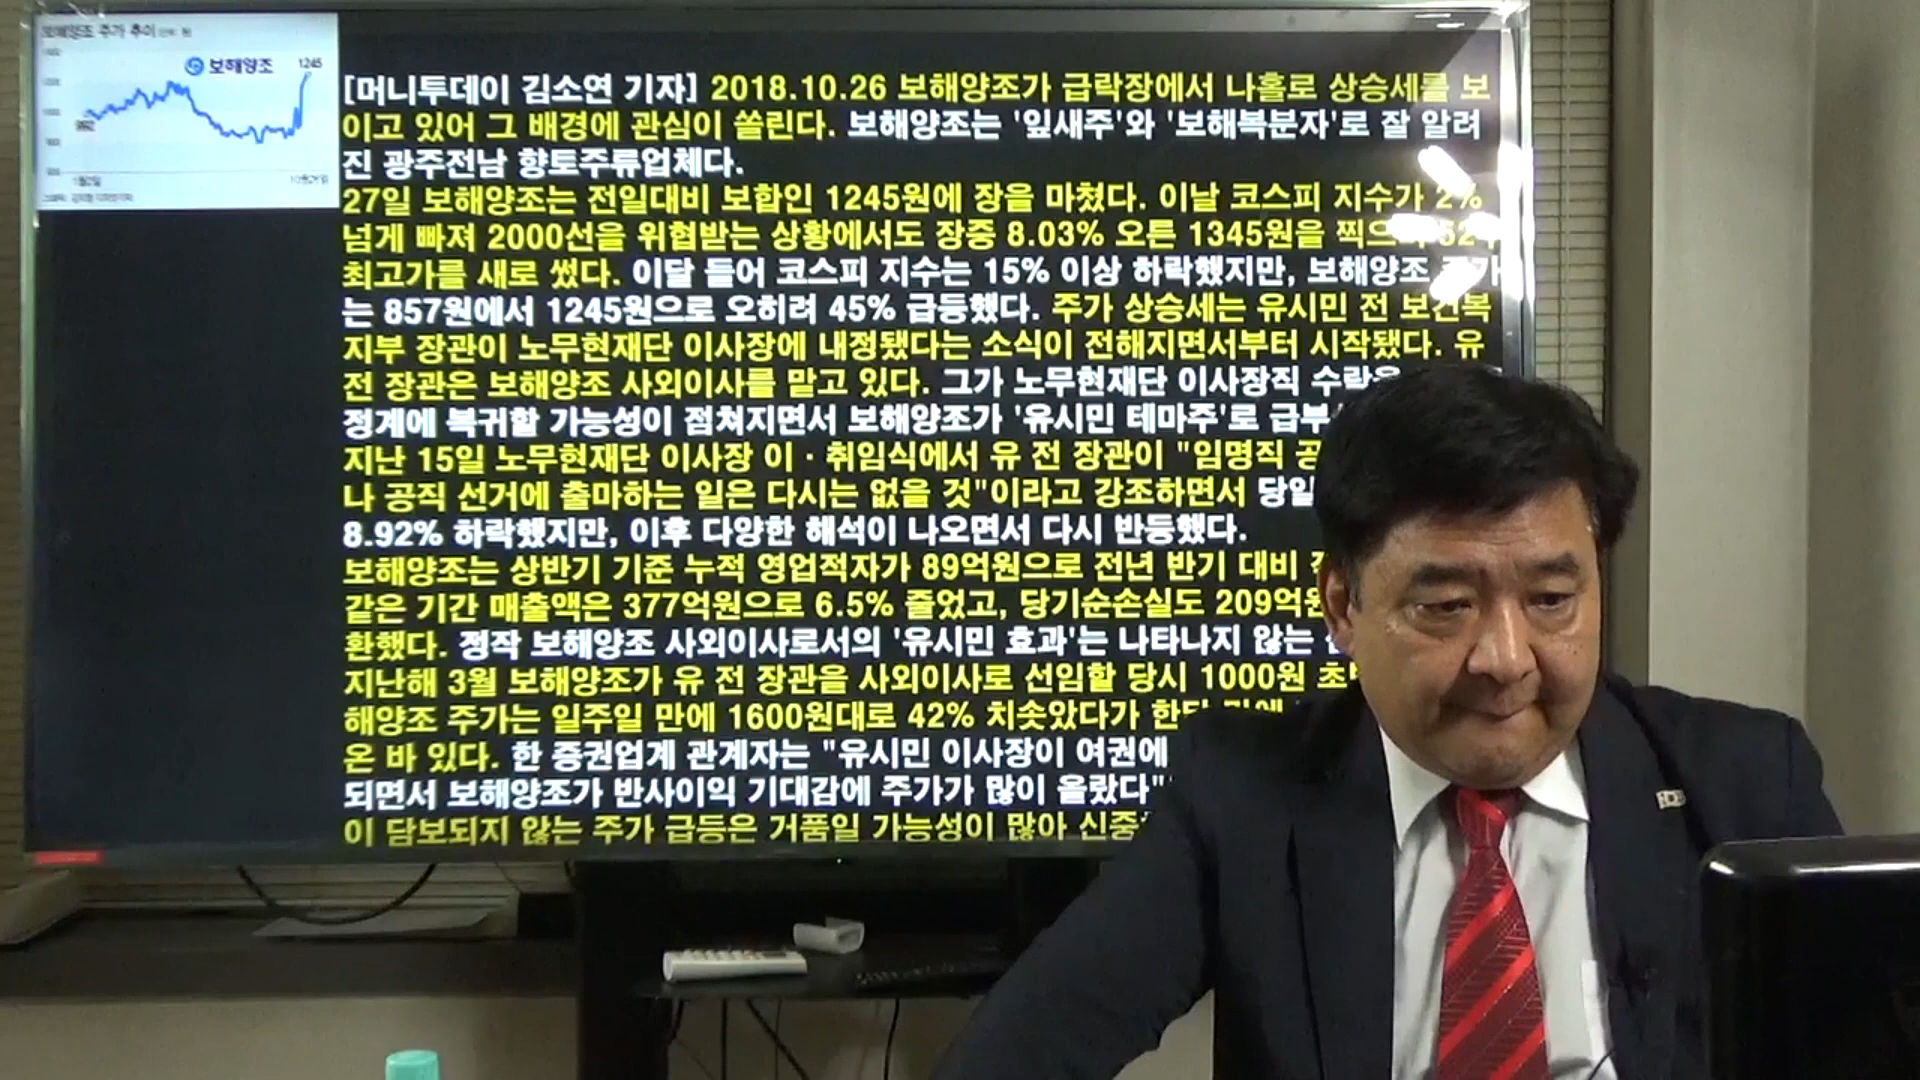 보해양조 주가 추이
보해양조 1245
[머니투데이 김소연 기자] 2018.10.26 보해양조가 급락장에서 나홀로 상승세를 보
이고 있어 그 배경에 관심이 쏠린다. 보해양조는 '잎새주'와 '보해복분자'로 잘 알려
진 광주전남 향토주류업체다.
27일 보해양조는 전일대비 보합인 1245원에 장을 마쳤다. 이날 코스피 지수가 2%
넘게 빠져 2000선을 위협받는 상황에서도 장중 8.03% 오른 1345원을 찍으며
최고가를 새로 썼다. 이달 들어 코스피 지수는 15% 이상 하락했지만, 보해양조
는 857원에서 1245원으로 오히려 45% 급등했다. 주가 상승세는 유시민 전 보건복
지부 장관이 노무현재단 이사장에 내정됐다는 소식이 전해지면서부터 시작됐다. 유
전 장관은 보해양조 사외이사를 맡고 있다. 그가 노무현재단 이사장직 수락을
정계에 복귀할 가능성이 점쳐지면서 보해양조가 '유시민 테마주'로
지난 15일 노무현재단 이사장 이·취임식에서 유 전 장관이 "임명직
나 공직 선거에 출마하는 일은 다시는 없을 것"이라고 강조하면서 당일
8.92% 하락했지만, 이후 다양한 해석이 나오면서 다시 반등했다.
보해양조는 상반기 기준 누적 영업적자가 89억원으로 전년 반기 대비
같은 기간 매출액은 377억원으로 6.5% 줄었고, 당기순손실도 209억원
환했다. 정작 보해양조 사외이사로서의 '유시민 효과'는 나타나지 않는
지난해 3월 보해양조가 유 전 장관을 사외이사로 선임할 당시 1000원
해양조 주가는 일주일 만에 1600원대로 42% 치솟았다가 한달
온 바 있다. 한 증권업계 관계자는 "유시민 이사장이 여권에
되면서 보해양조가 반사이익 기대감에 주가가 많이 올랐다"
이 담보되지 않는 주가 급등은 거품일 가능성이 많아